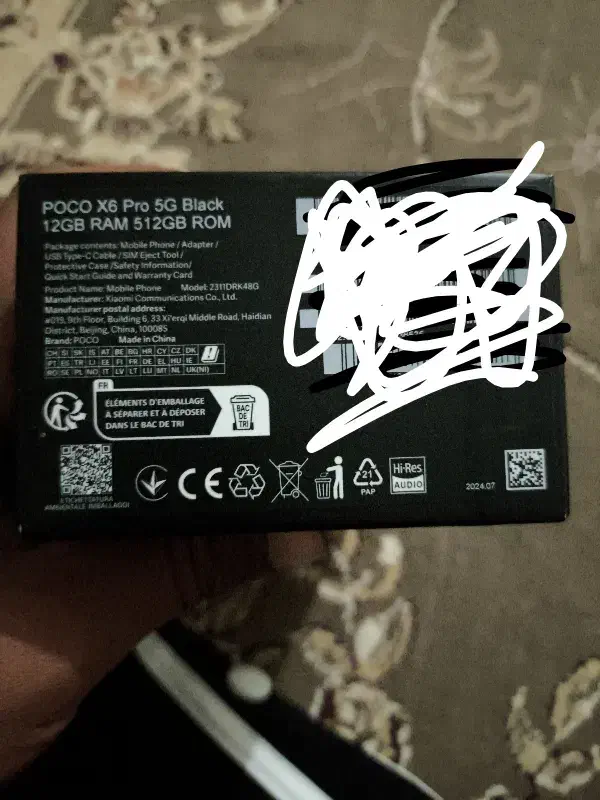 POCO X6 Pro 5G Black
12GB RAM 512GB ROM
Package contents: Mobile Phone / Adapter /
USB Type-C Cable / SIM Eject Tool /
Protective Case /Safety Information/
Quick Start Guide and Warranty Card
Product Name: Mobile Phone Model: 2311DRK48G
Manufacturer: Xiaomi Communications Co., Ltd.
Manufacturer postal address:
#019, 9th Floor, Building 6, 33 Xi'erqi Middle Road, Haidian
District, Beijing, China, 100085
Brand: POCO Made in China
CH SI SK IS AT BE BG HR CY CZ DK
PT ES TR LI EE FI FR DE EL HU IE
RO SE PL NO IT LV LT LU MT NL UK(NI)
FR
ÉLÉMENTS D'EMBALLAGE
À SÉPARER ET À DÉPOSER
DANS LE BAC DE TRI
BAC
DE
TRI
ETICHETTATURA
AMBIENTALE IMBALLAGGI
CE
21
PAP
Hi-Res
AUDIO
2024.07